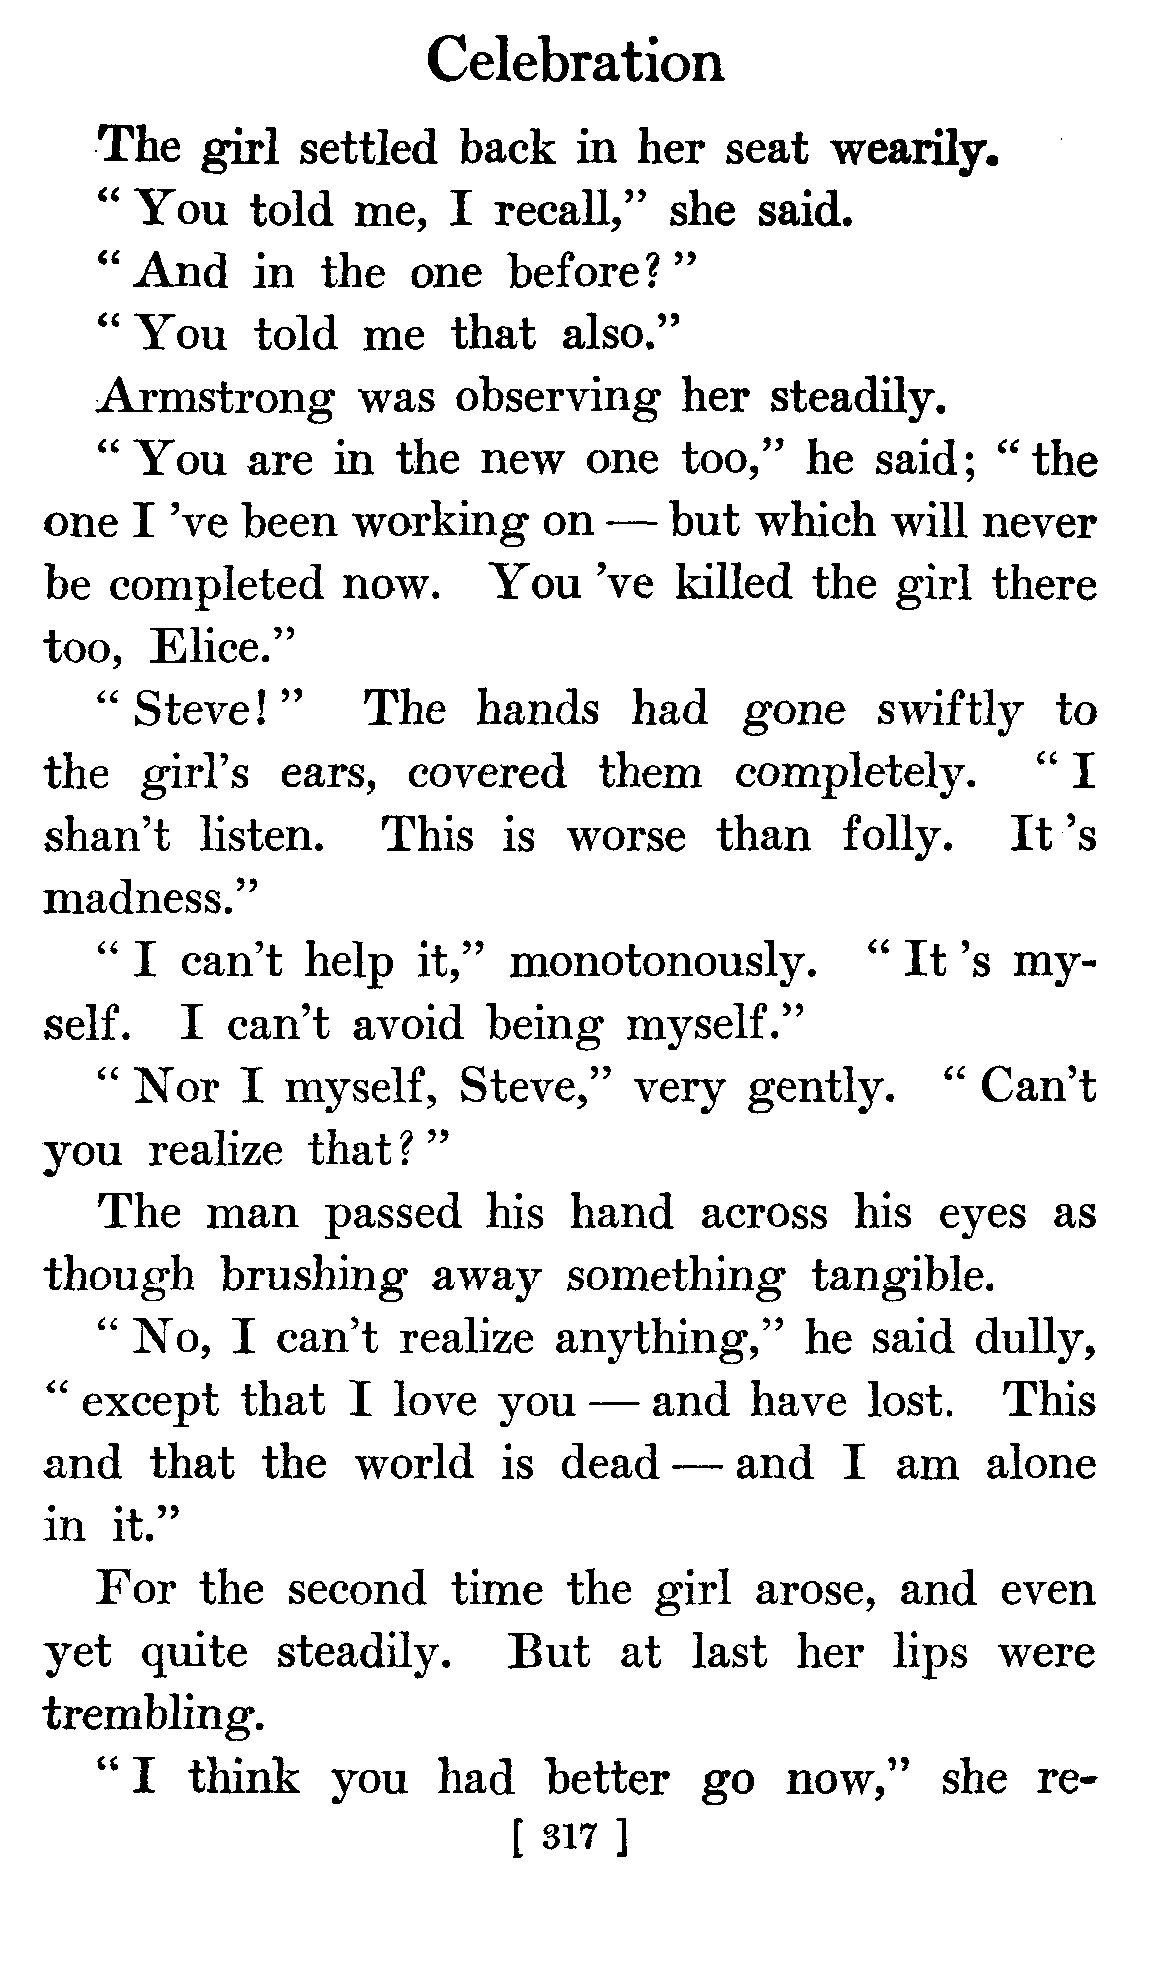 Celebration
The girl settled back in her seat wearily.
“ You told me, I recall,” she said.
“ And in the one before? ”
“ You told me that also.”
Armstrong was observing her steadily.
“ You are in the new one too,” he said; “ the
one I ’ve been working on — but which will never
be completed now. You ’ve killed the girl there
too, Elice.”
“ Steve! ” The hands had gone swiftly to
the girl’s ears, covered them completely. “ I
shan’t listen. This is worse than folly. It ’s
madness.”
“ I can’t help it,” monotonously. “ It ’s my-
self. I can’t avoid being myself.”
“ Nor I myself, Steve,” very gently. “ Can’t
you realize that? ”
The man passed his hand across his eyes as
though brushing away something tangible.
“ No, I can’t realize anything,” he said dully,
“ except that I love you — and have lost. This
and that the world is dead — and I am alone
in it.”
For the second time the girl arose, and even
yet quite steadily. But at last her lips were
trembling.
“ I think you had better go now,” she re-
[ 317 ]